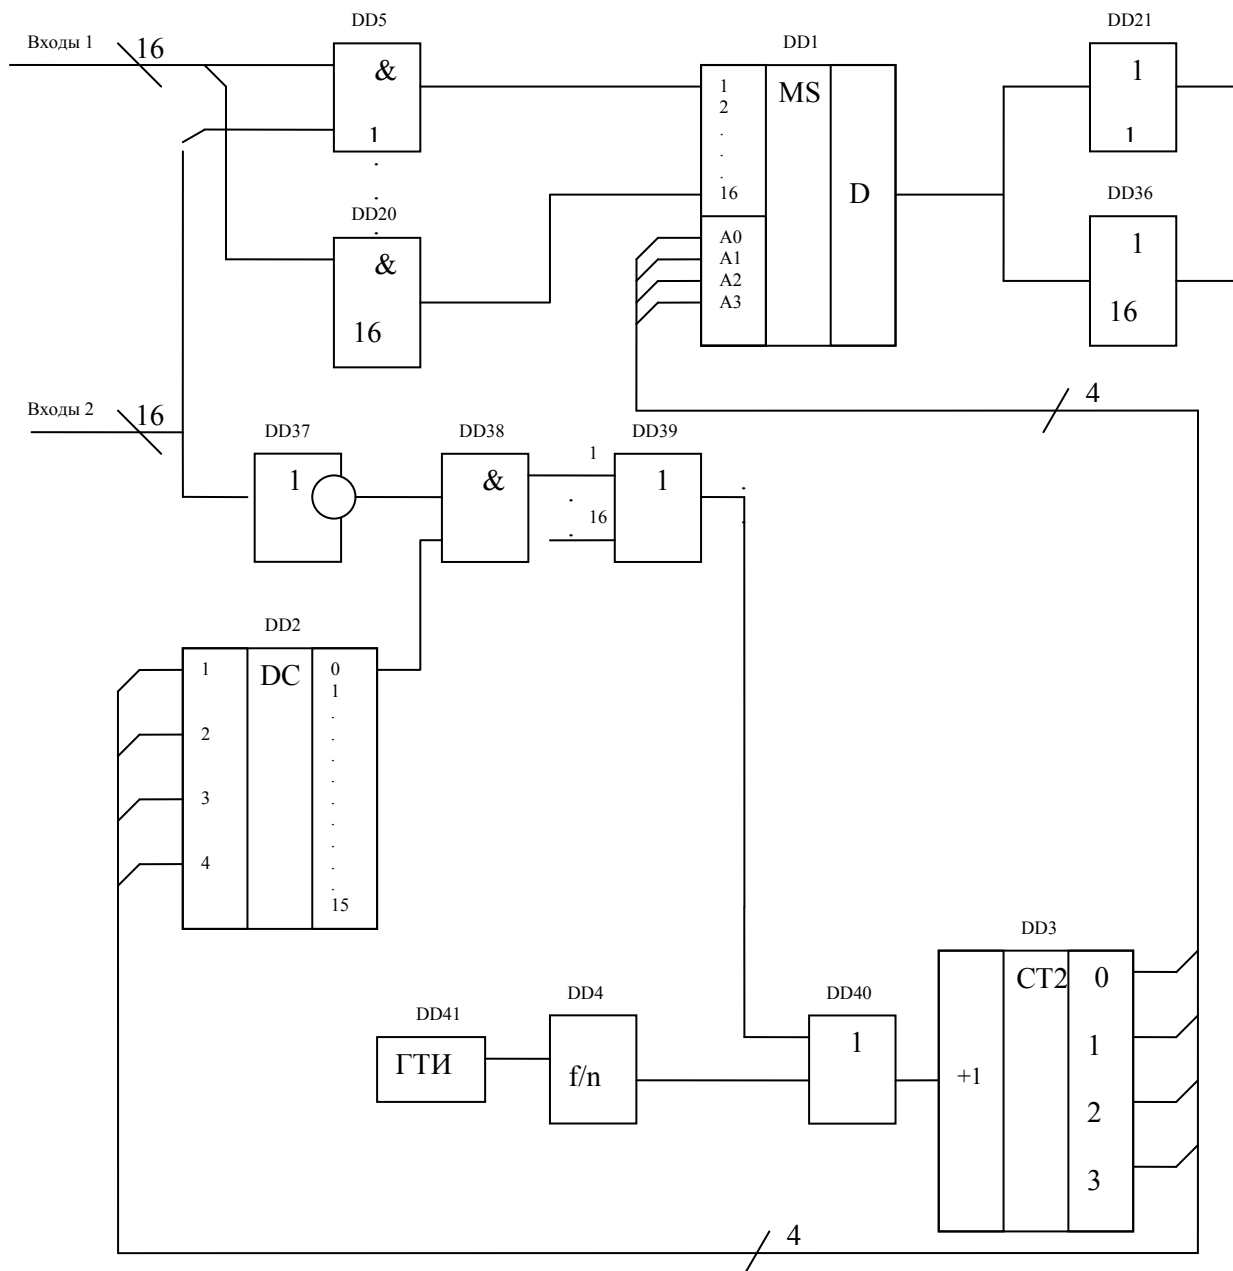 DD5
DD21
Входы 1
16
DD1
&
1
1
MS
1
2
.
.
.
16
D
1
DD20
DD36
&
16
A0
A1
A2
A3
1
16
4
Входы 2
16
DD37
DD38
DD39
1
&
1
16
1
DD2
1
2
3
4
DC
0
1
.
.
.
.
.
.
.
.
.
15
DD3
CT2
+1
0
1
2
3
DD4
DD40
DD41
ГТИ
f/n
1
4